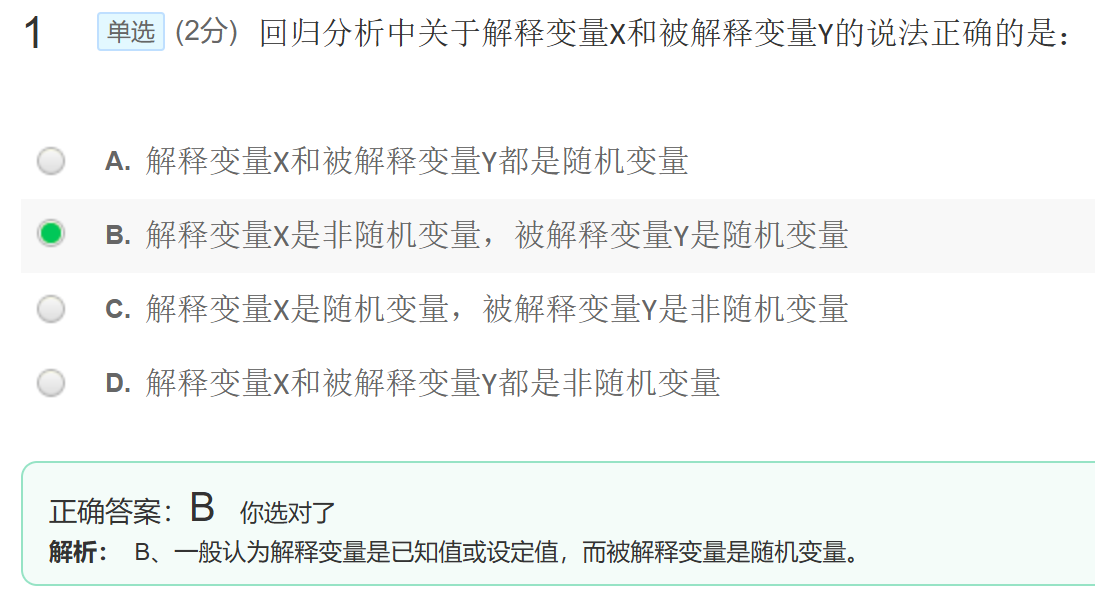 1 单选 (2分) 回归分析中关于解释变量X和被解释变量Y的说法正确的是：
A. 解释变量X和被解释变量Y都是随机变量
B. 解释变量X是非随机变量，被解释变量Y是随机变量
C. 解释变量X是随机变量，被解释变量Y是非随机变量
D. 解释变量X和被解释变量Y都是非随机变量
正确答案：B 你选对了
解析： B、一般认为解释变量是已知值或设定值，而被解释变量是随机变量。